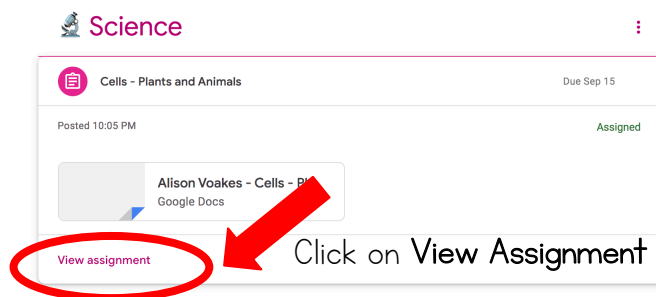 Science
Cells - Plants and Animals
Due Sep 15
Posted 10:05 PM
Assigned
Alison Voakes - Cells -
Google Docs
View assignment
Click on View Assignment